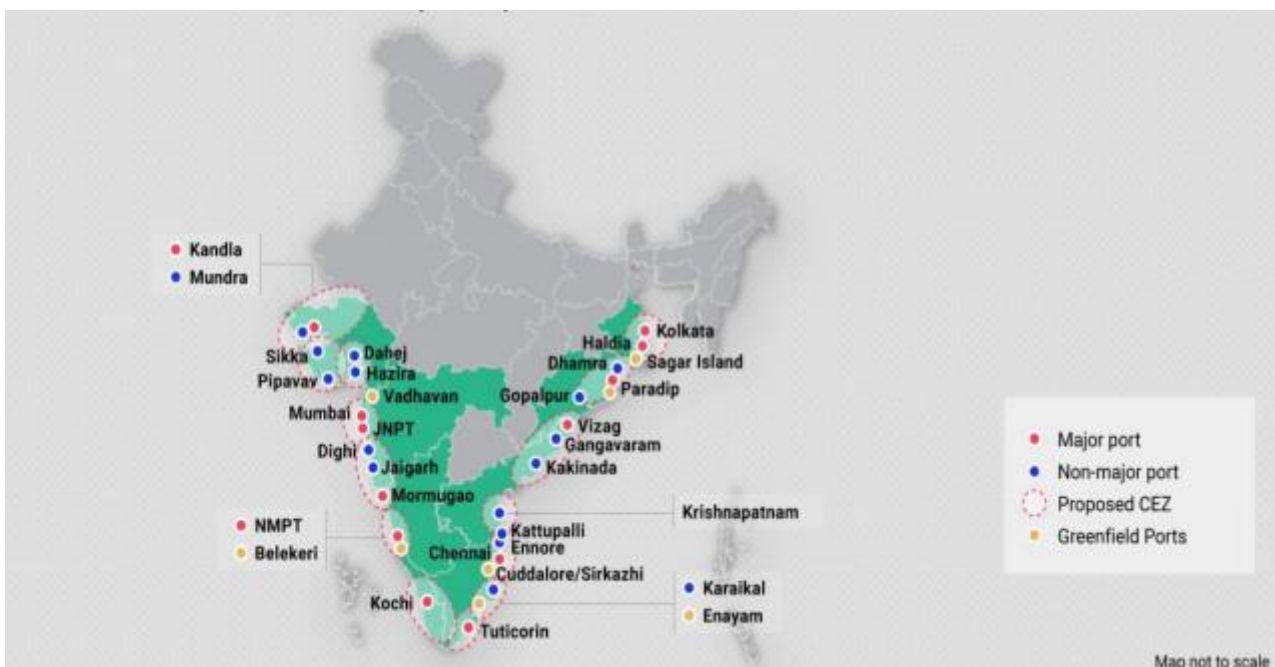 Kandla
Mundra
Sikka
Dahej
Hazira
Pipavav
Vadhavan
Mumbai
JNPT
Dighi
Jaigarh
Mormugao
NMPT
Belekeri
Kochi
Kolkata
Haldia
Sagar Island
Dhamra
Paradip
Gopalpur
Vizag
Gangavaram
Kakinada
Krishnapatnam
Kattupalli
Ennore
Chennai
Cuddalore/Sirkazhi
Karaikal
Enayam
Tuticorin
Major port
Non-major port
Proposed CEZ
Greenfield Ports
Map not to scale